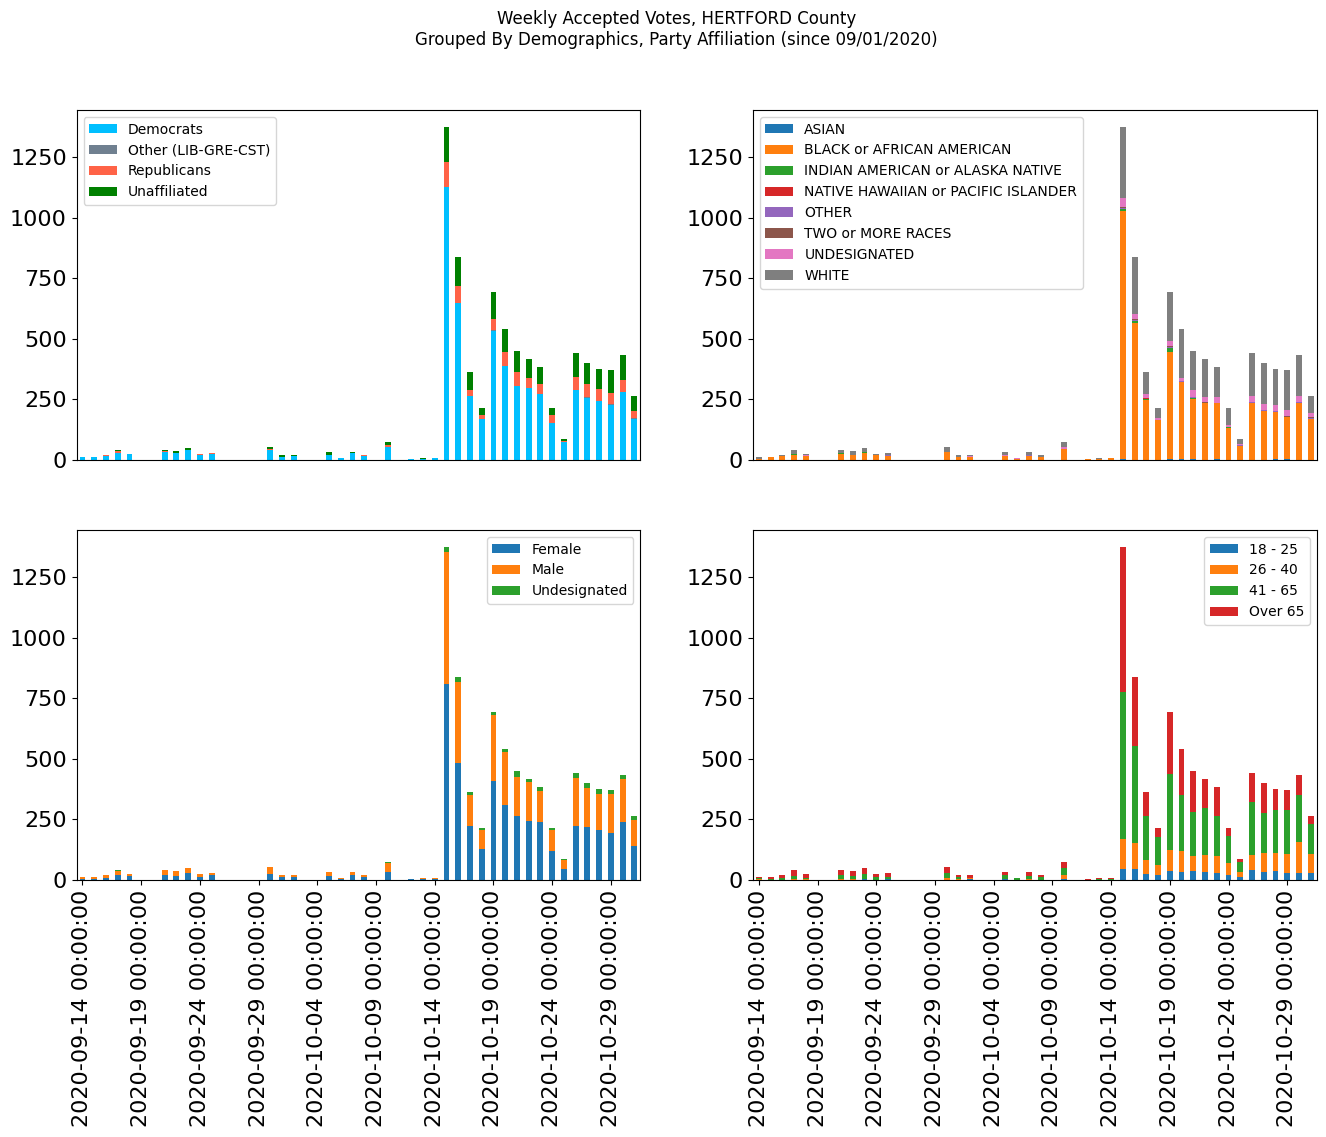 Weekly Accepted Votes, HERTFORD County
Grouped By Demographics, Party Affiliation (since 09/01/2020)
1250
1000
750
500
250
0
Democrats
Other (LIB-GRE-CST)
Republicans
Unaffiliated
1250
1000
750
500
250
0
ASIAN
BLACK or AFRICAN AMERICAN
INDIAN AMERICAN or ALASKA NATIVE
NATIVE HAWAIIAN or PACIFIC ISLANDER
OTHER
TWO or MORE RACES
UNDESIGNATED
WHITE
1250
1000
750
500
250
0
Female
Male
Undesignated
2020-09-14 00:00:00
2020-09-19 00:00:00
2020-09-24 00:00:00
2020-09-29 00:00:00
2020-10-04 00:00:00
2020-10-09 00:00:00
2020-10-14 00:00:00
2020-10-19 00:00:00
2020-10-24 00:00:00
2020-10-29 00:00:00
1250
1000
750
500
250
0
18 - 25
26 - 40
41 - 65
Over 65
2020-09-14 00:00:00
2020-09-19 00:00:00
2020-09-24 00:00:00
2020-09-29 00:00:00
2020-10-04 00:00:00
2020-10-09 00:00:00
2020-10-14 00:00:00
2020-10-19 00:00:00
2020-10-24 00:00:00
2020-10-29 00:00:00